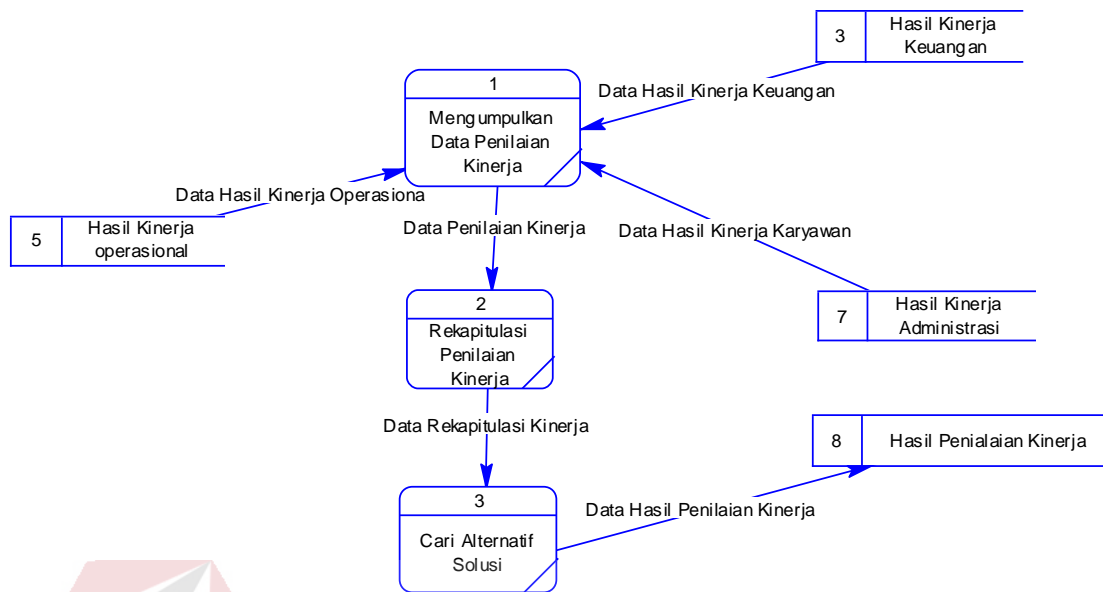 3
Hasil Kinerja
Keuangan
Data Hasil Kinerja Keuangan
1
Mengumpulkan
Data Penilaian
Kinerja
Data Hasil Kinerja Operasiona
5
Hasil Kinerja
operasional
Data Penilaian Kinerja
Data Hasil Kinerja Karyawan
7
Hasil Kinerja
Administrasi
2
Rekapitulasi
Penilaian
Kinerja
Data Rekapitulasi Kinerja
8
Hasil Penialaian Kinerja
3
Cari Alternatif
Solusi
Data Hasil Penilaian Kinerja